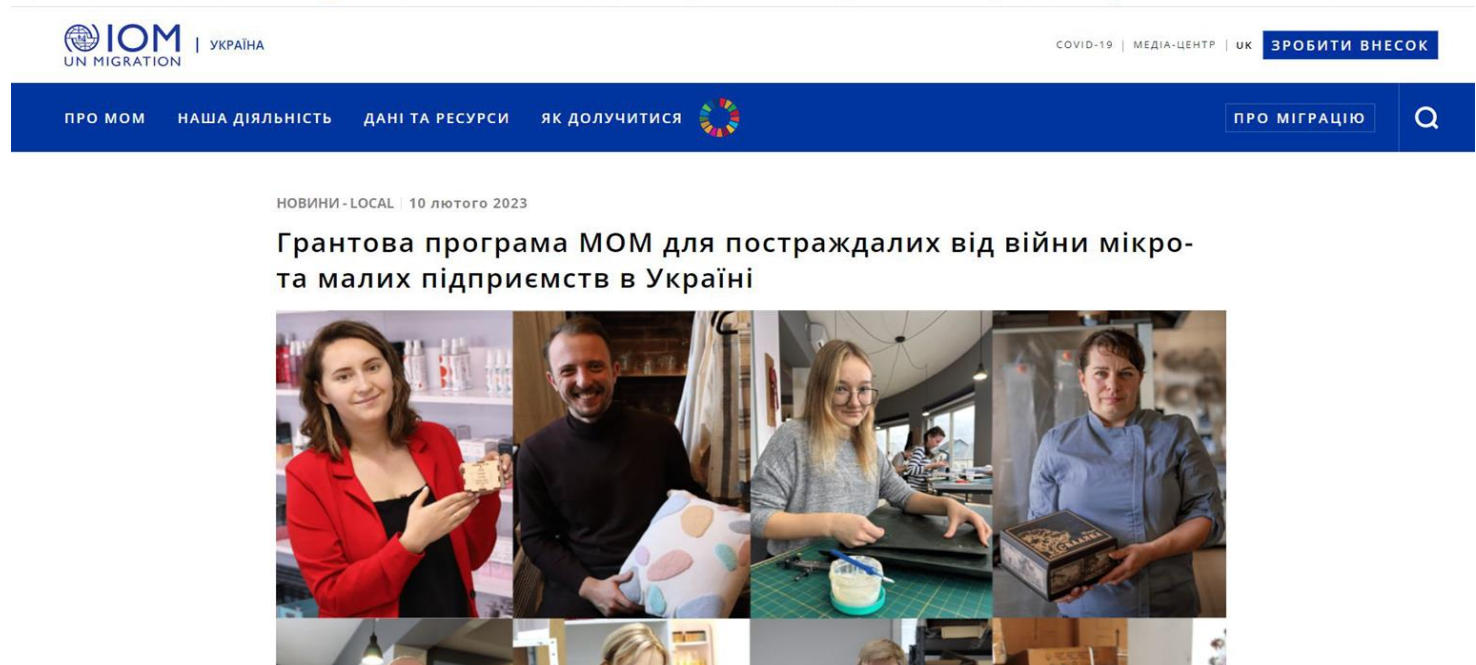 IOM
UN MIGRATION
УКРАЇНА
COVID-19 | МЕДІА-ЦЕНТР | UK ЗРОБИТИ ВНЕСОК
ПРО МОМ НАША ДІЯЛЬНІСТЬ ДАНІ ТА РЕСУРСИ ЯК ДОЛУЧИТИСЯ ПРО МІГРАЦІЮ
НОВИНИ - LOCAL | 10 лютого 2023
Грантова програма МОМ для постраждалих від війни мікро-
та малих підприємств в Україні